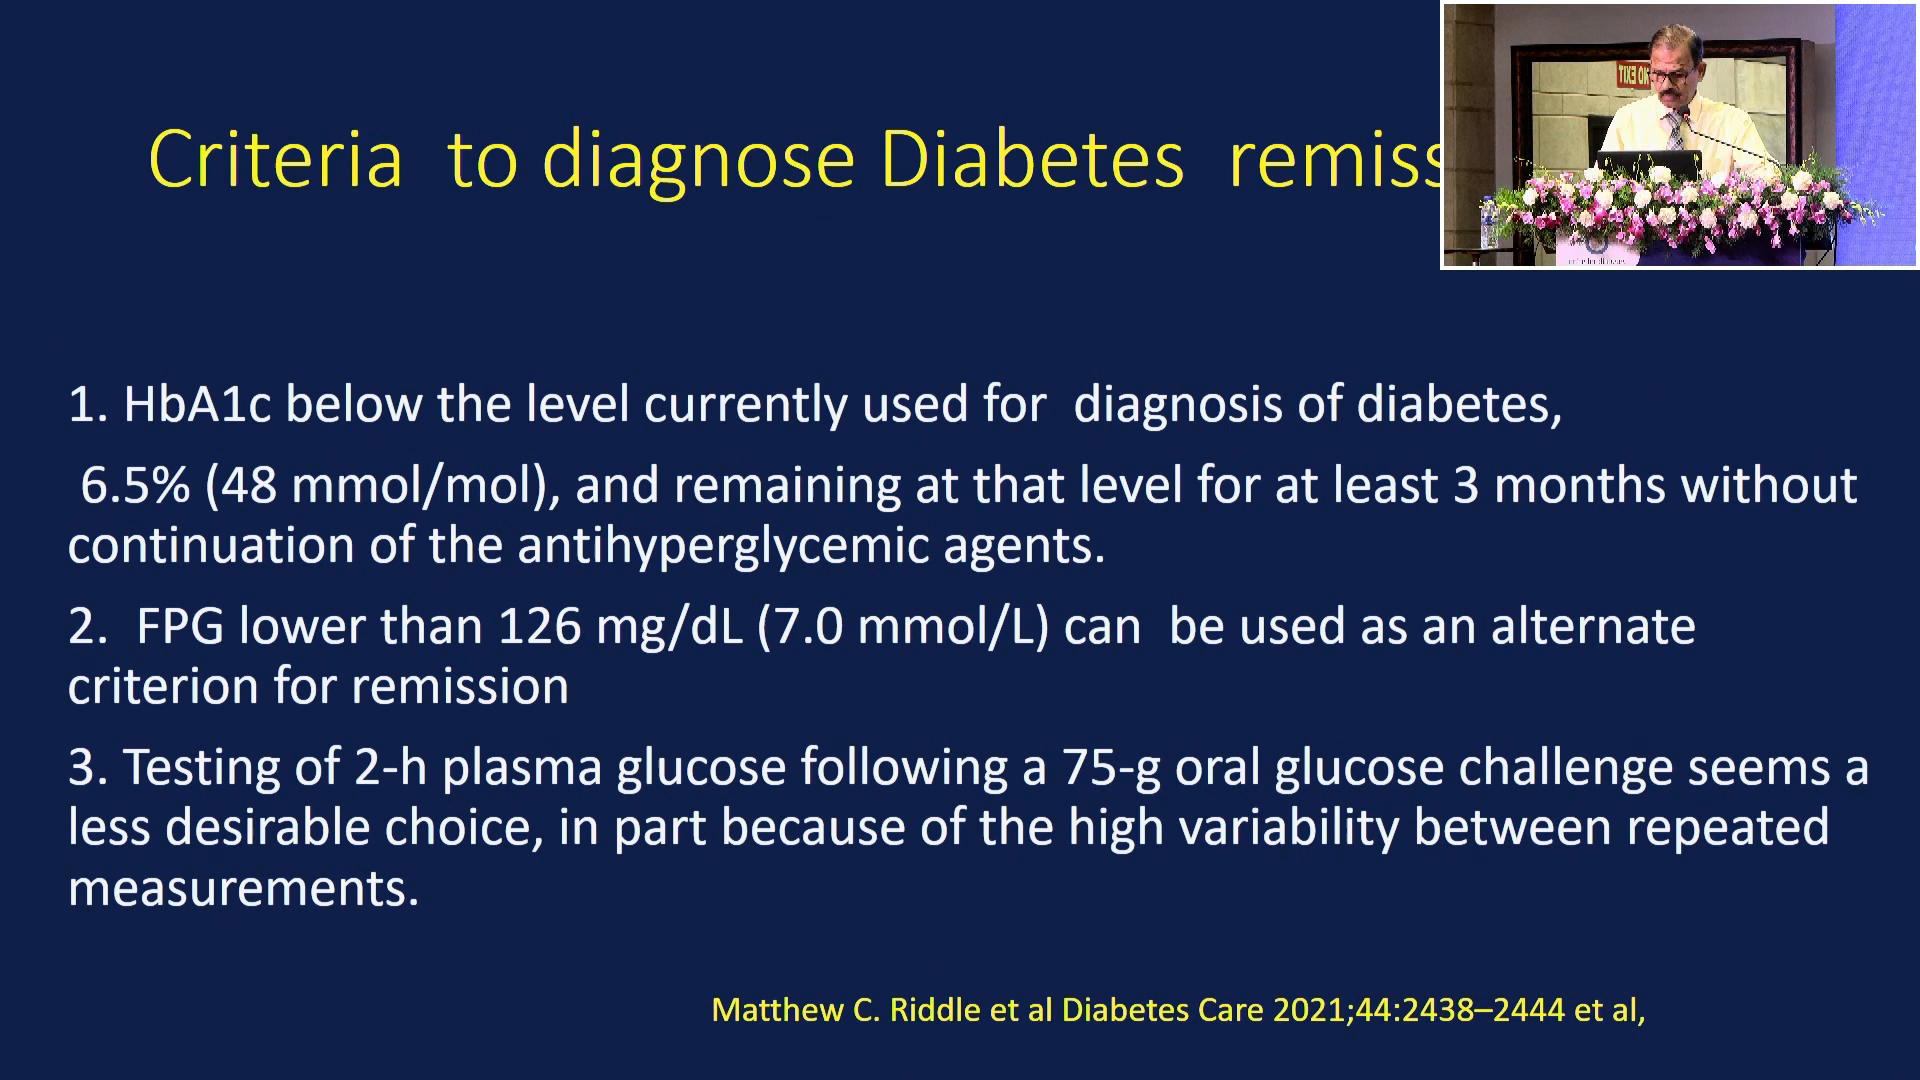 Criteria to diagnose Diabetes remiss
NO EXIT
1. HbA1c below the level currently used for diagnosis of diabetes,
6.5% (48 mmol/mol), and remaining at that level for at least 3 months without
continuation of the antihyperglycemic agents.
2. FPG lower than 126 mg/dL (7.0 mmol/L) can be used as an alternate
criterion for remission
3. Testing of 2-h plasma glucose following a 75-g oral glucose challenge seems a
less desirable choice, in part because of the high variability between repeated
measurements.
Matthew C. Riddle et al Diabetes Care 2021;44:2438–2444 et al,